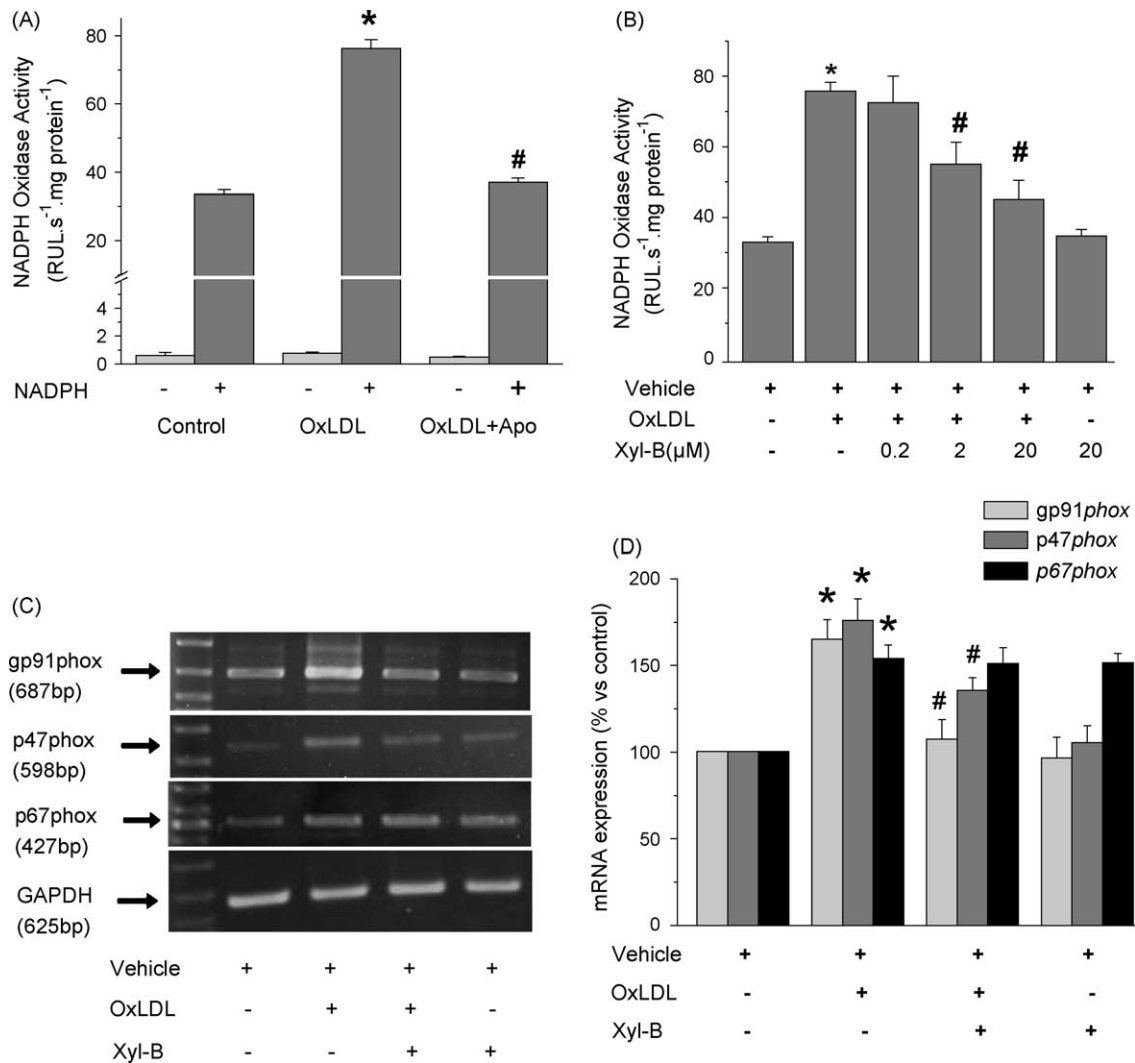 (A)
NADPH Oxidase Activity
(RUL.s⁻¹.mg protein⁻¹)
80
60
40
20
4
2
0
*
#
NADPH - + - + - +
Control OxLDL OxLDL+Apo
(B)
NADPH Oxidase Activity
(RUL.s⁻¹.mg protein⁻¹)
80
60
40
20
0
*
#
#
Vehicle + + + + + +
OxLDL - + + + + -
Xyl-B(µM) - - 0.2 2 20 20
(C)
gp91phox
(687bp)
p47phox
(598bp)
p67phox
(427bp)
GAPDH
(625bp)
Vehicle + + + +
OxLDL - + + -
Xyl-B - - + +
(D)
gp91phox
p47phox
p67phox
mRNA expression (% vs control)
200
150
100
50
0
* * *
# #
Vehicle + + + +
OxLDL - + + -
Xyl-B - - + +